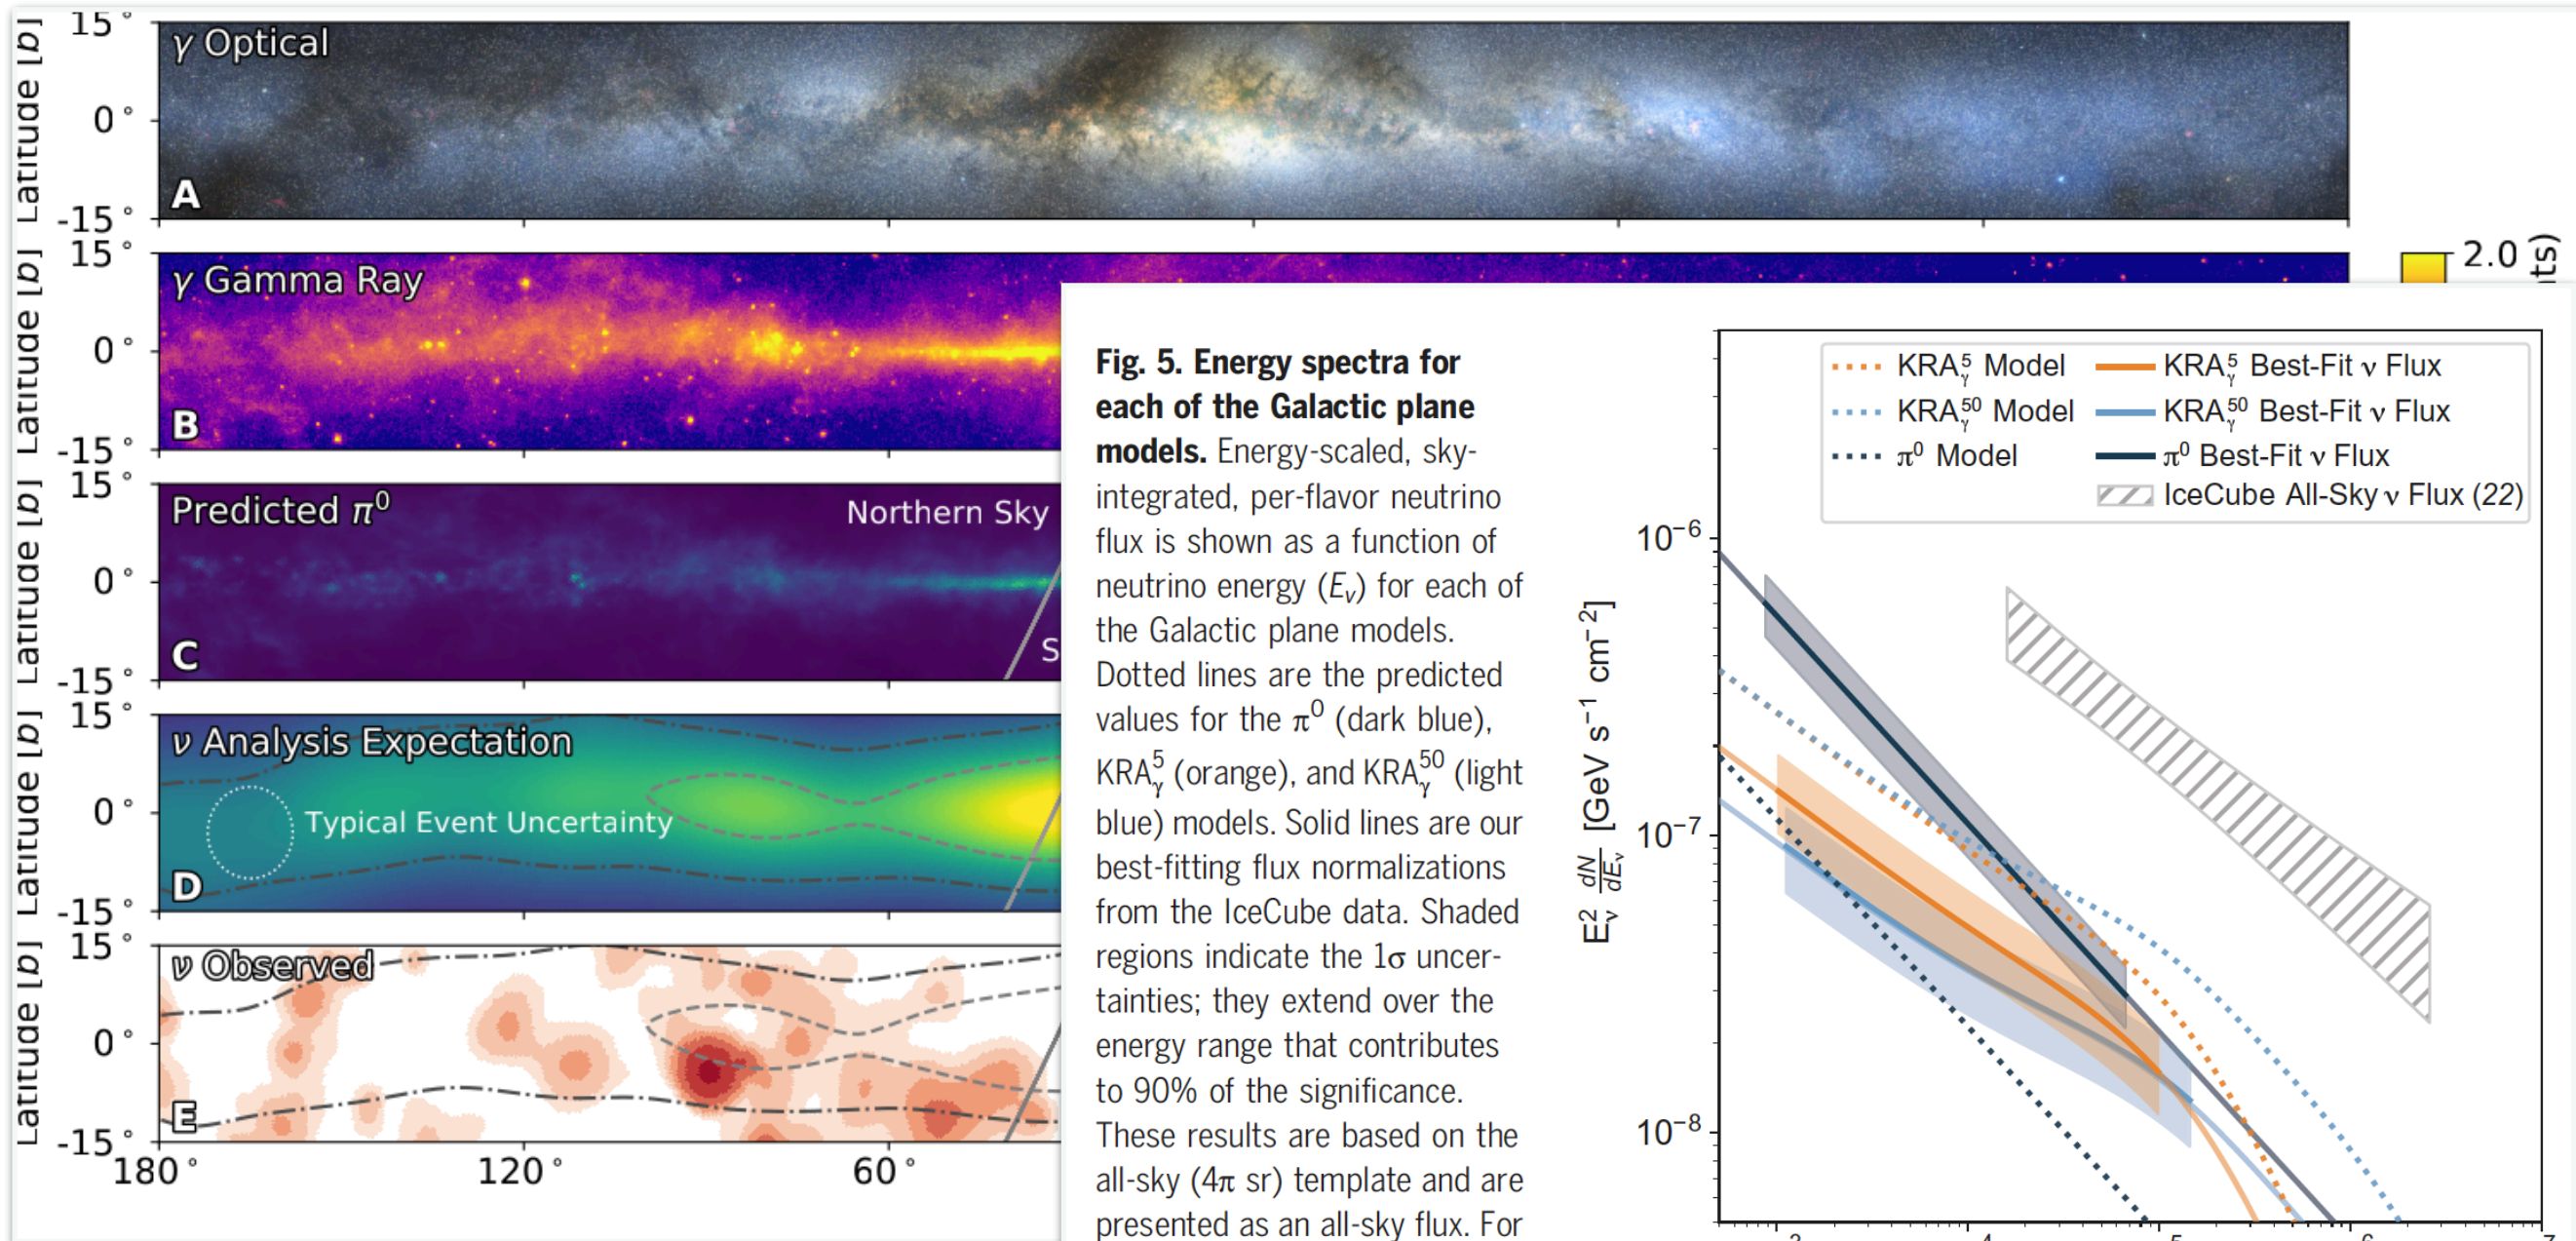 Latitude [b]
15°
0°
-15°
γ Optical
A
Latitude [b]
15°
0°
-15°
γ Gamma Ray
B
2.0
Latitude [b]
15°
0°
-15°
Predicted π⁰
Northern Sky
S
C
Latitude [b]
15°
0°
-15°
ν Analysis Expectation
Typical Event Uncertainty
D
Latitude [b]
15°
0°
-15°
ν Observed
E
180°
120°
60°
Fig. 5. Energy spectra for
each of the Galactic plane
models. Energy-scaled, sky-
integrated, per-flavor neutrino
flux is shown as a function of
neutrino energy (Eν) for each of
the Galactic plane models.
Dotted lines are the predicted
values for the π⁰ (dark blue),
KRA⁵γ (orange), and KRA⁵⁰γ (light
blue) models. Solid lines are our
best-fitting flux normalizations
from the IceCube data. Shaded
regions indicate the 1σ uncer-
tainties; they extend over the
energy range that contributes
to 90% of the significance.
These results are based on the
all-sky (4π sr) template and are
presented as an all-sky flux. For
KRA⁵γ Model
KRA⁵⁰γ Model
π⁰ Model
KRA⁵γ Best-Fit ν Flux
KRA⁵⁰γ Best-Fit ν Flux
π⁰ Best-Fit ν Flux
IceCube All-Sky ν Flux (22)
E²ν dN/dEν [GeV s⁻¹ cm⁻²]
10⁻⁶
10⁻⁷
10⁻⁸